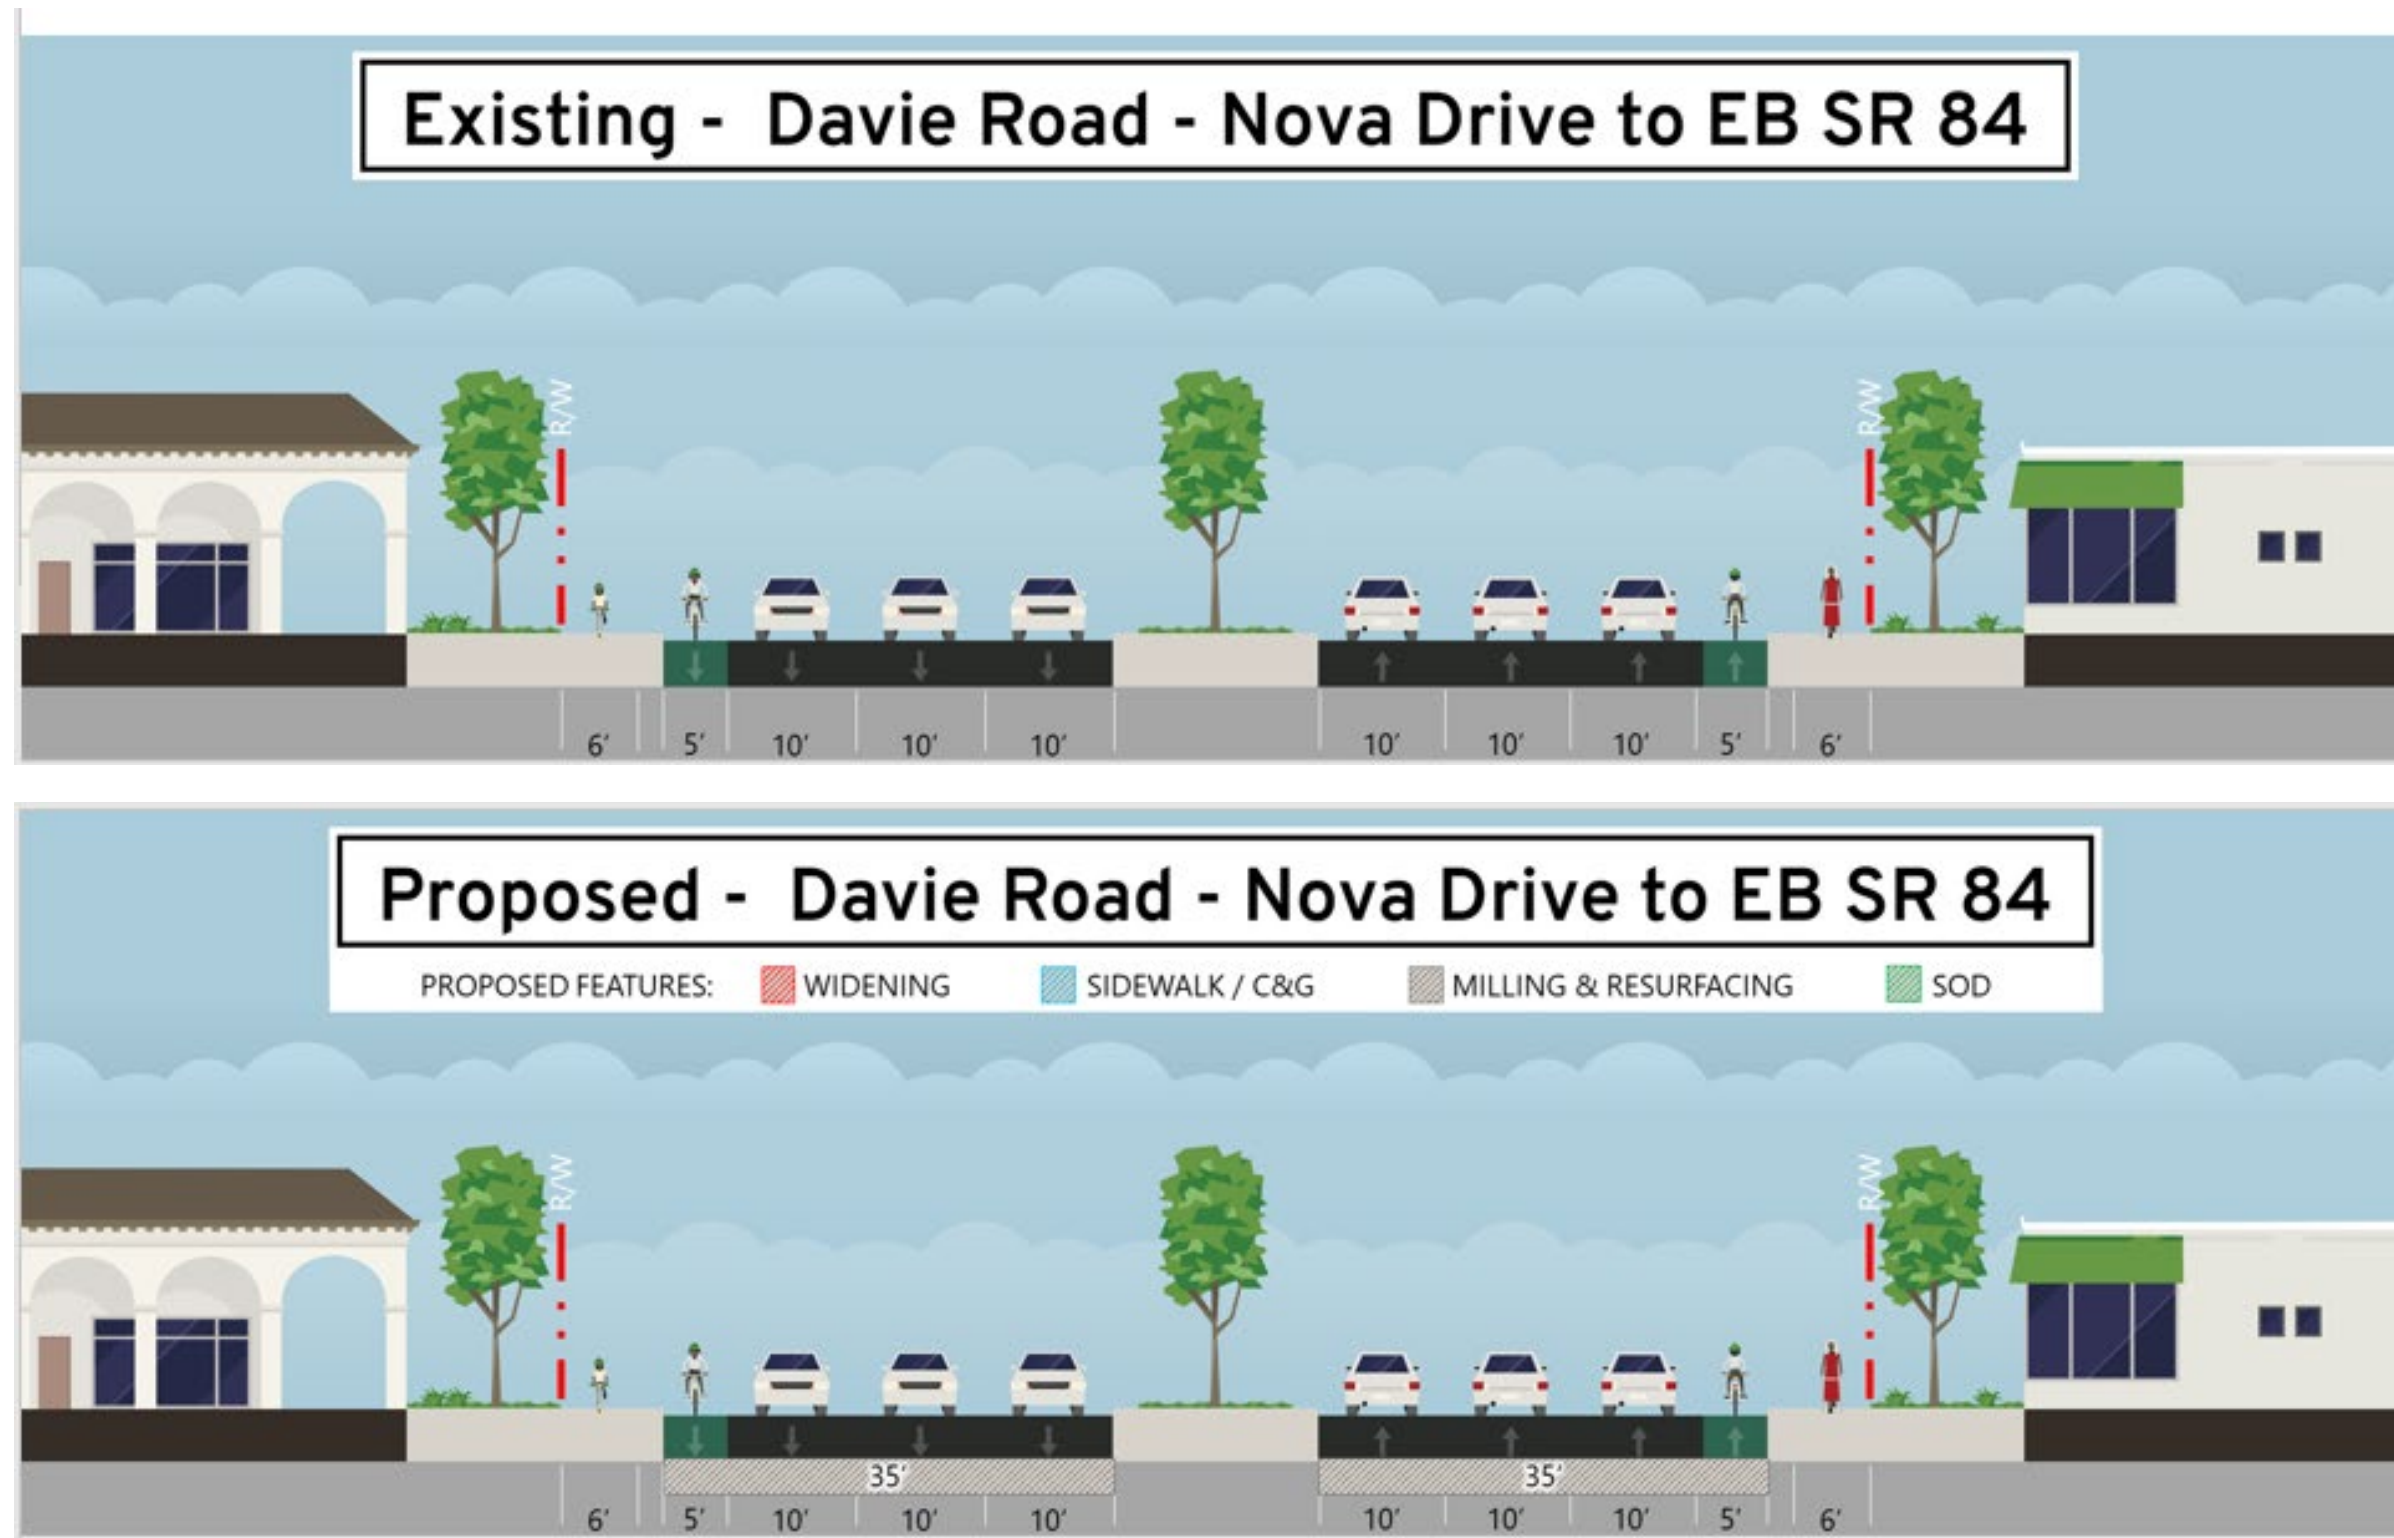 Existing - Davie Road - Nova Drive to EB SR 84
R/W R/W
6' 5' 10' 10' 10' 10' 10' 10' 5' 6'
Proposed - Davie Road - Nova Drive to EB SR 84
PROPOSED FEATURES: WIDENING SIDEWALK / C&G MILLING & RESURFACING SOD
R/W R/W
35' 35'
6' 5' 10' 10' 10' 10' 10' 10' 5' 6'